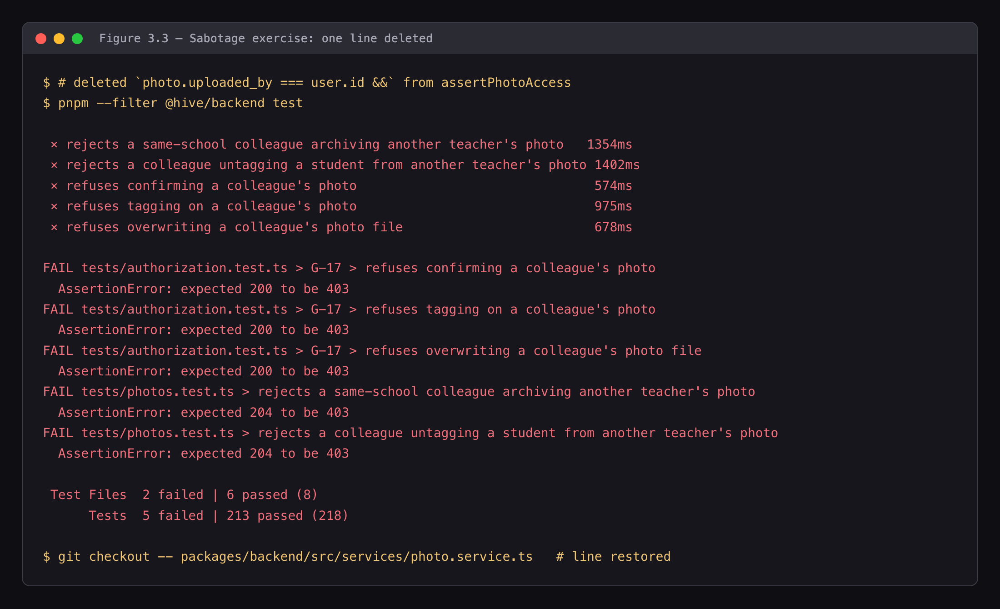 Figure 3.3 — Sabotage exercise: one line deleted
$ # deleted `photo.uploaded_by === user.id &&` from assertPhotoAccess
$ pnpm --filter @hive/backend test
× rejects a same-school colleague archiving another teacher's photo 1354ms
× rejects a colleague untagging a student from another teacher's photo 1402ms
× refuses confirming a colleague's photo 574ms
× refuses tagging on a colleague's photo 975ms
× refuses overwriting a colleague's photo file 678ms
FAIL tests/authorization.test.ts > G-17 > refuses confirming a colleague's photo
AssertionError: expected 200 to be 403
FAIL tests/authorization.test.ts > G-17 > refuses tagging on a colleague's photo
AssertionError: expected 200 to be 403
FAIL tests/authorization.test.ts > G-17 > refuses overwriting a colleague's photo file
AssertionError: expected 200 to be 403
FAIL tests/photos.test.ts > rejects a same-school colleague archiving another teacher's photo
AssertionError: expected 204 to be 403
FAIL tests/photos.test.ts > rejects a colleague untagging a student from another teacher's photo
AssertionError: expected 204 to be 403
Test Files 2 failed | 6 passed (8)
Tests 5 failed | 213 passed (218)
$ git checkout -- packages/backend/src/services/photo.service.ts # line restored